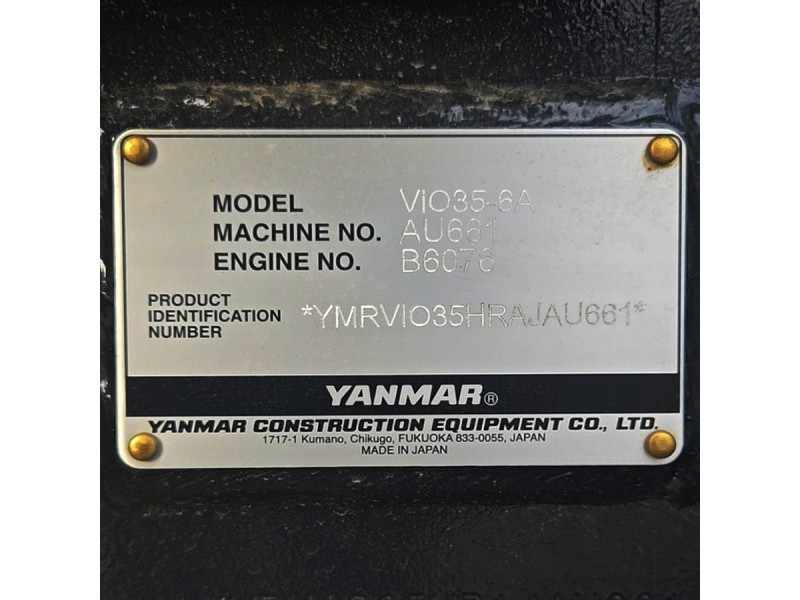 MODEL ViO35-6A
MACHINE NO. AU661
ENGINE NO. B6076
PRODUCT
IDENTIFICATION
NUMBER
*YMRVIO35HRAJAU661*
YANMAR®
YANMAR CONSTRUCTION EQUIPMENT CO., LTD.
1717-1 Kumano, Chikugo, FUKUOKA 833-0055, JAPAN
MADE IN JAPAN